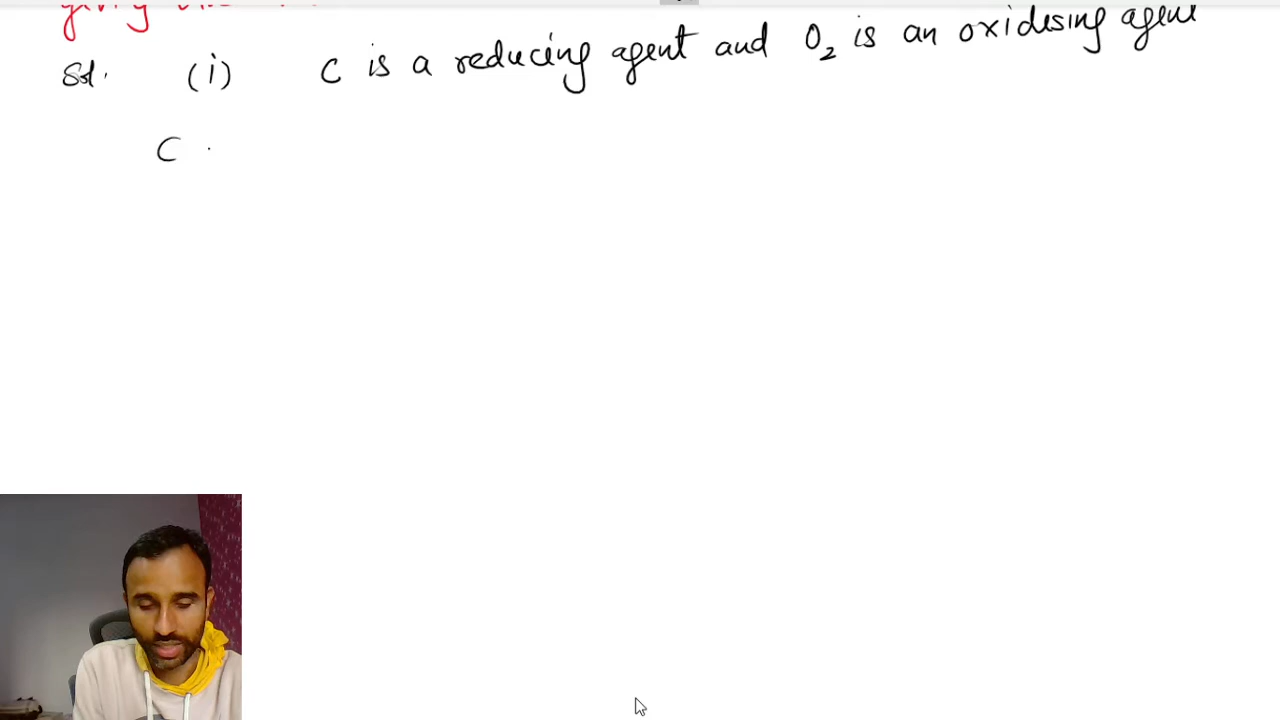 Sol. (i) C is a reducing agent and O₂ is an oxidising agent
C